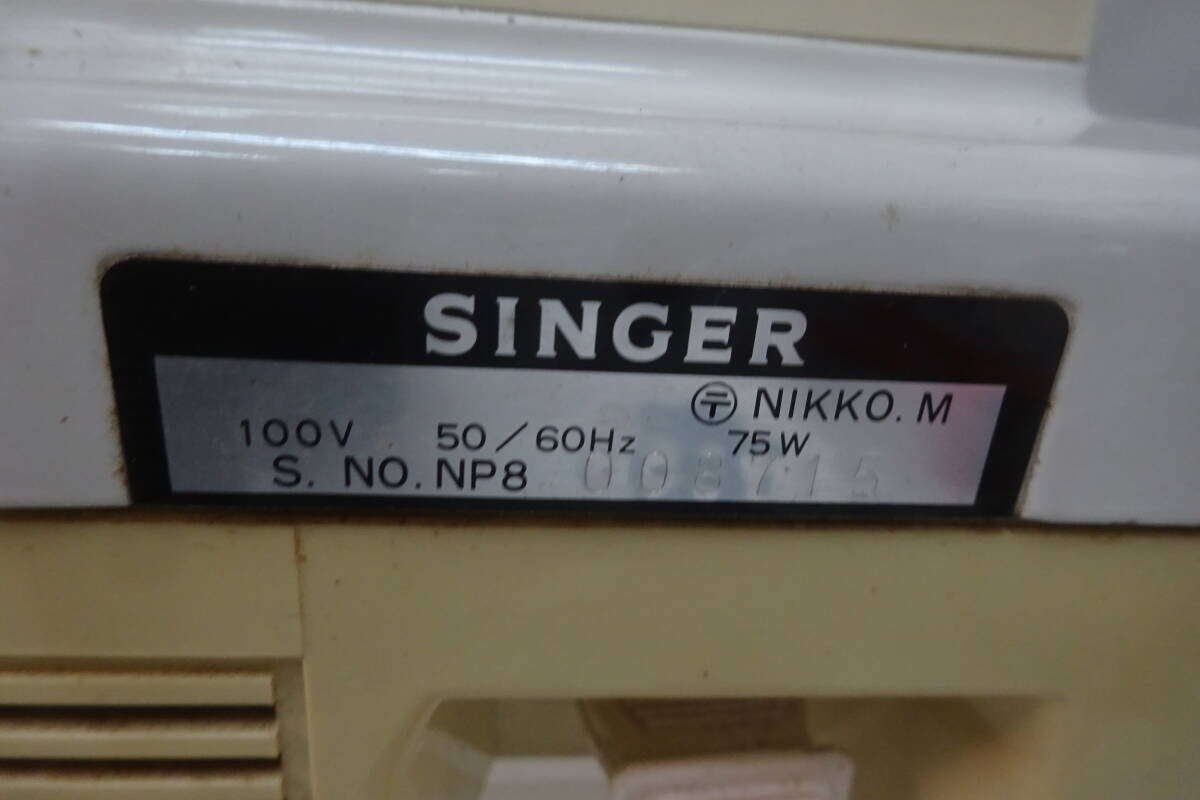 SINGER
〶 NIKKO. M
100V 50/60Hz 75W
S. NO. NP8 008715